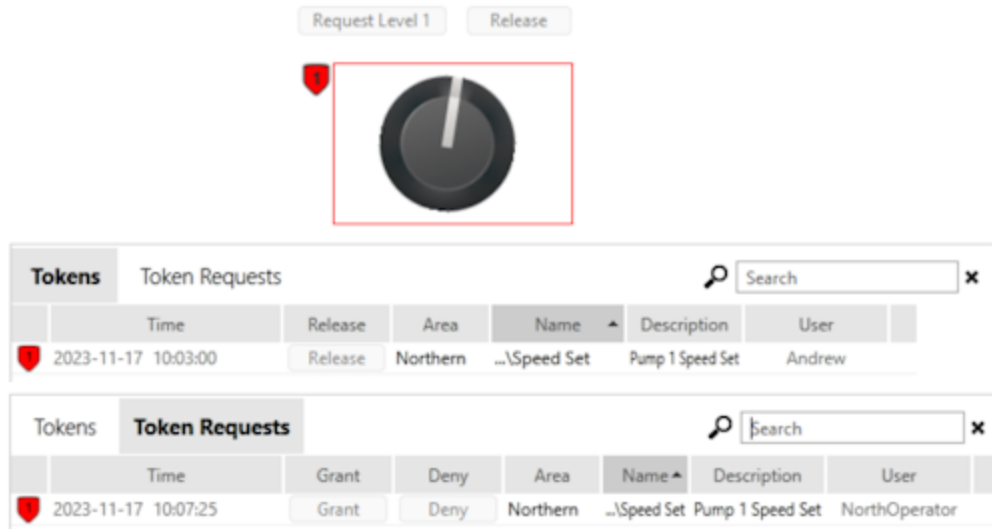 Request Level 1 Release
1
Tokens Token Requests Search
Time Release Area Name Description User
1 2023-11-17 10:03:00 Release Northern ...\Speed Set Pump 1 Speed Set Andrew
Tokens Token Requests Search
Time Grant Deny Area Name Description User
1 2023-11-17 10:07:25 Grant Deny Northern ...\Speed Set Pump 1 Speed Set NorthOperator